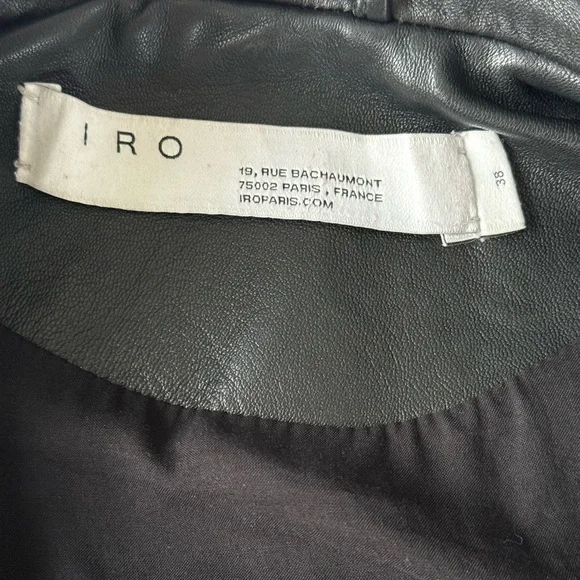 IRO
19, RUE BACHAUMONT
75002 PARIS , FRANCE
IROPARIS.COM
38